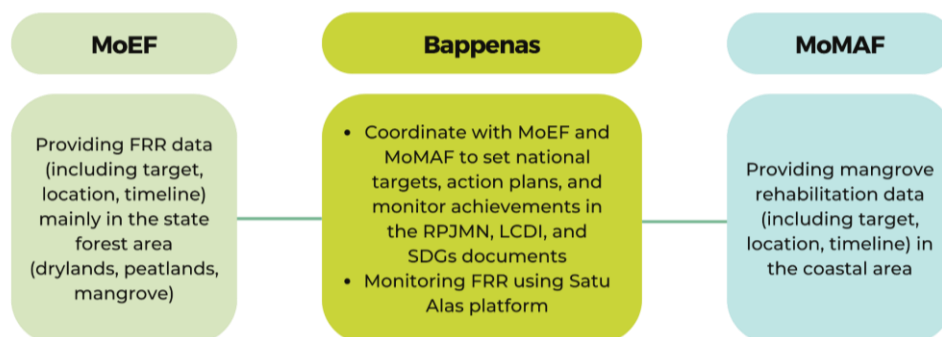 MoEF
Providing FRR data
(including target,
location, timeline)
mainly in the state
forest area
(drylands, peatlands,
mangrove)
Bappenas
• Coordinate with MoEF and
MoMAF to set national
targets, action plans, and
monitor achievements in
the RPJMN, LCDI, and
SDGs documents
• Monitoring FRR using Satu
Alas platform
MoMAF
Providing mangrove
rehabilitation data
(including target,
location, timeline) in
the coastal area